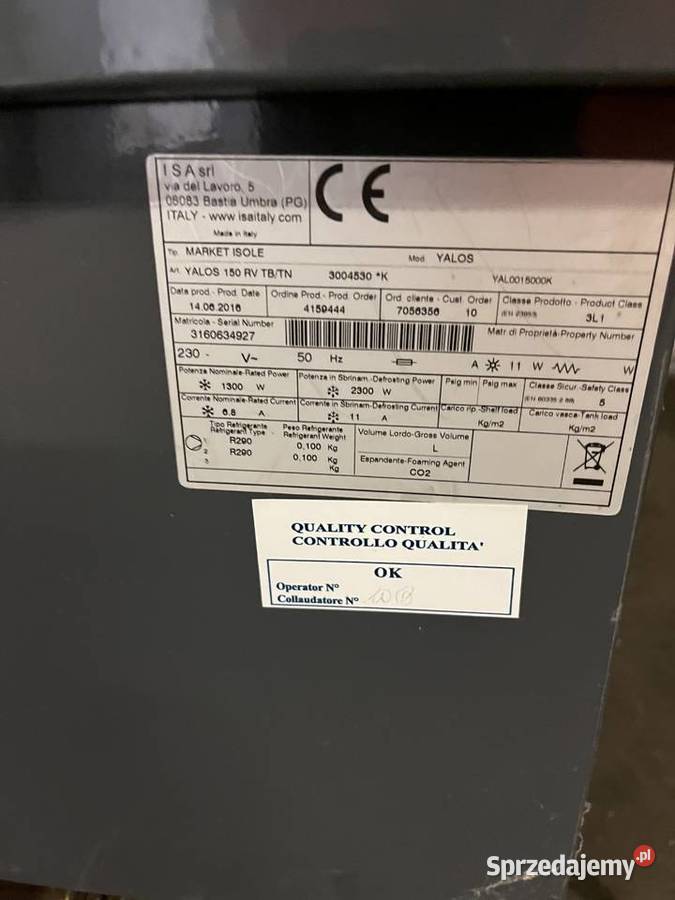 I S A srl
via del Lavoro, 5
06083 Bastia Umbra (PG)
ITALY - www.isaitaly.com
Made in Italy
CE
Tip. MARKET ISOLE Mod. YALOS
Art. YALOS 150 RV TB/TN 3004530 *K YAL0015000K
Data prod.- Prod. Date Ordine Prod.- Prod. Order Ord. cliente - Cust. Order Classe Prodotto - Product Class
14.06.2016 4159444 7056356 10 3L1
Matricola - Serial Number Matr.di Proprietà-Property Number
3160634927
230 - V~ 50 Hz A 11 W W
Potenza Nominale-Rated Power Potenza in Sbrinam.-Defrosting Power Psig min Psig max Classe Sicur.-Safety Class
1300 W 2300 W 5
Corrente Nominale-Rated Current Corrente in Sbrinam.-Defrosting Current Carico rip.-Shelf load Carico vasca-Tank load
6.8 A 11 A Kg/m2 Kg/m2
Tipo Refrigerante Peso Refrigerante Volume Lordo-Gross Volume
Refrigerant Type Refrigerant Weight
1 R290 0,100 Kg L
2 R290 0,100 Kg Espandente-Foaming Agent
3 Kg CO2
QUALITY CONTROL
CONTROLLO QUALITA'
OK
Operator N°
Collaudatore N°
Sprzedajemy.pl